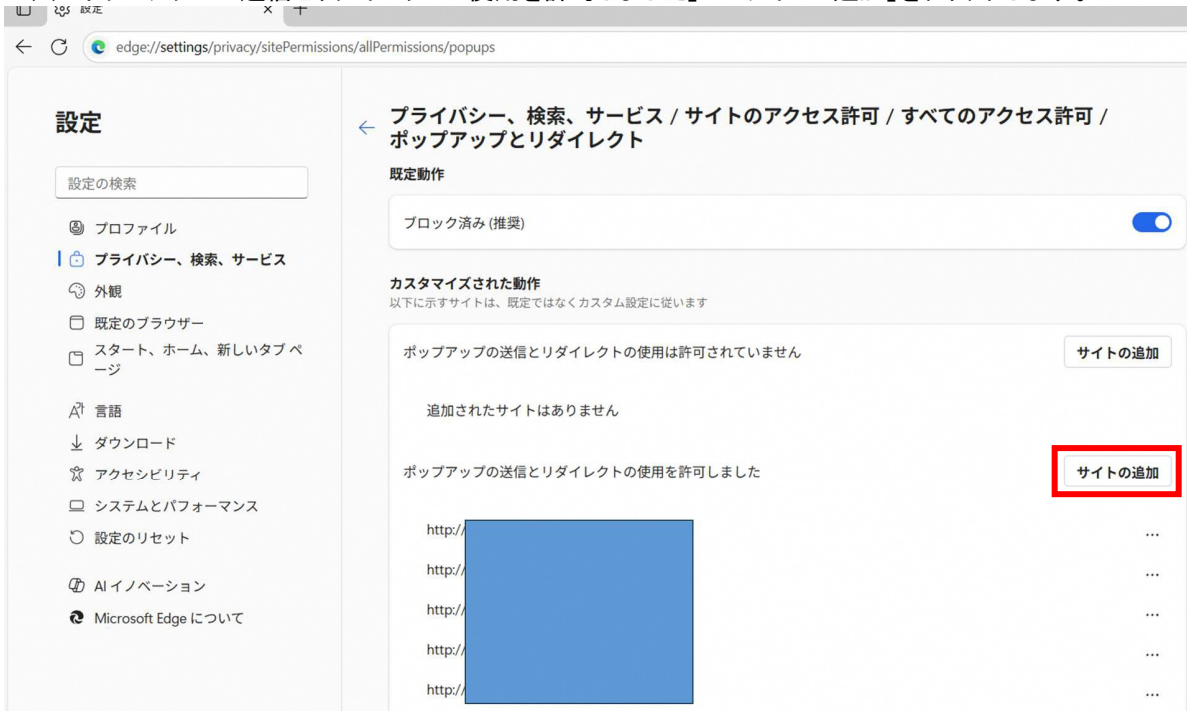 設定
edge://settings/privacy/sitePermissions/allPermissions/popups
設定
設定の検索
プロファイル
プライバシー、検索、サービス
外観
既定のブラウザー
スタート、ホーム、新しいタブ ペ
ージ
言語
ダウンロード
アクセシビリティ
システムとパフォーマンス
設定のリセット
AI イノベーション
Microsoft Edge について
プライバシー、検索、サービス / サイトのアクセス許可 / すべてのアクセス許可 /
ポップアップとリダイレクト
既定動作
ブロック済み (推奨)
カスタマイズされた動作
以下に示すサイトは、既定ではなくカスタム設定に従います
ポップアップの送信とリダイレクトの使用は許可されていません
サイトの追加
追加されたサイトはありません
ポップアップの送信とリダイレクトの使用を許可しました
サイトの追加
http://
http://
http://
http://
http://